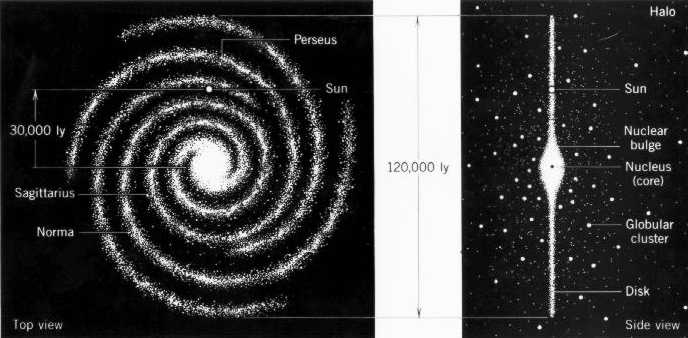 Perseus
Sun
30,000 ly
Sagittarius
Norma
Top view
120,000 ly
Halo
Sun
Nuclear
bulge
Nucleus
(core)
Globular
cluster
Disk
Side view